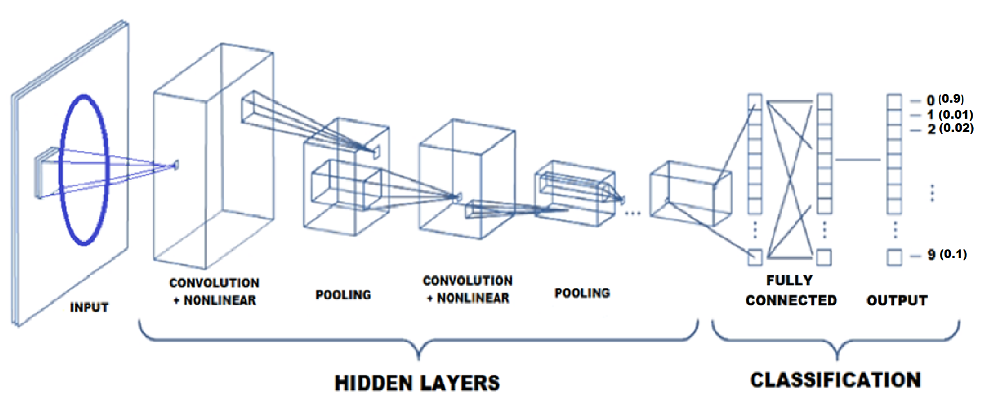 INPUT
CONVOLUTION
+ NONLINEAR
POOLING
CONVOLUTION
+ NONLINEAR
POOLING
...
FULLY
CONNECTED
OUTPUT
0 (0.9)
1 (0.01)
2 (0.02)
9 (0.1)
HIDDEN LAYERS
CLASSIFICATION